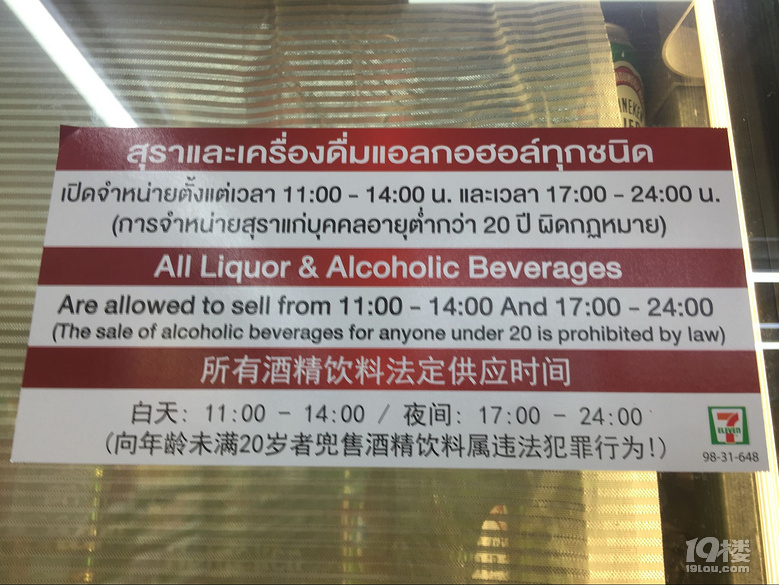 สุราและเครื่องดื่มแอลกอฮอล์ทุกชนิด
เปิดจำหน่ายตั้งแต่เวลา 11:00 - 14:00 น. และเวลา 17:00 - 24:00 น.
(การจำหน่ายสุราแก่บุคคลอายุต่ำกว่า 20 ปี ผิดกฎหมาย)
All Liquor & Alcoholic Beverages
Are allowed to sell from 11:00 - 14:00 And 17:00 - 24:00
(The sale of alcoholic beverages for anyone under 20 is prohibited by law)
所有酒精饮料法定供应时间
白天: 11:00 - 14:00 / 夜间: 17:00 - 24:00
(向年龄未满20岁者兜售酒精饮料属违法犯罪行为!)
7 ELEVEN
98-31-648
19楼
19lou.com